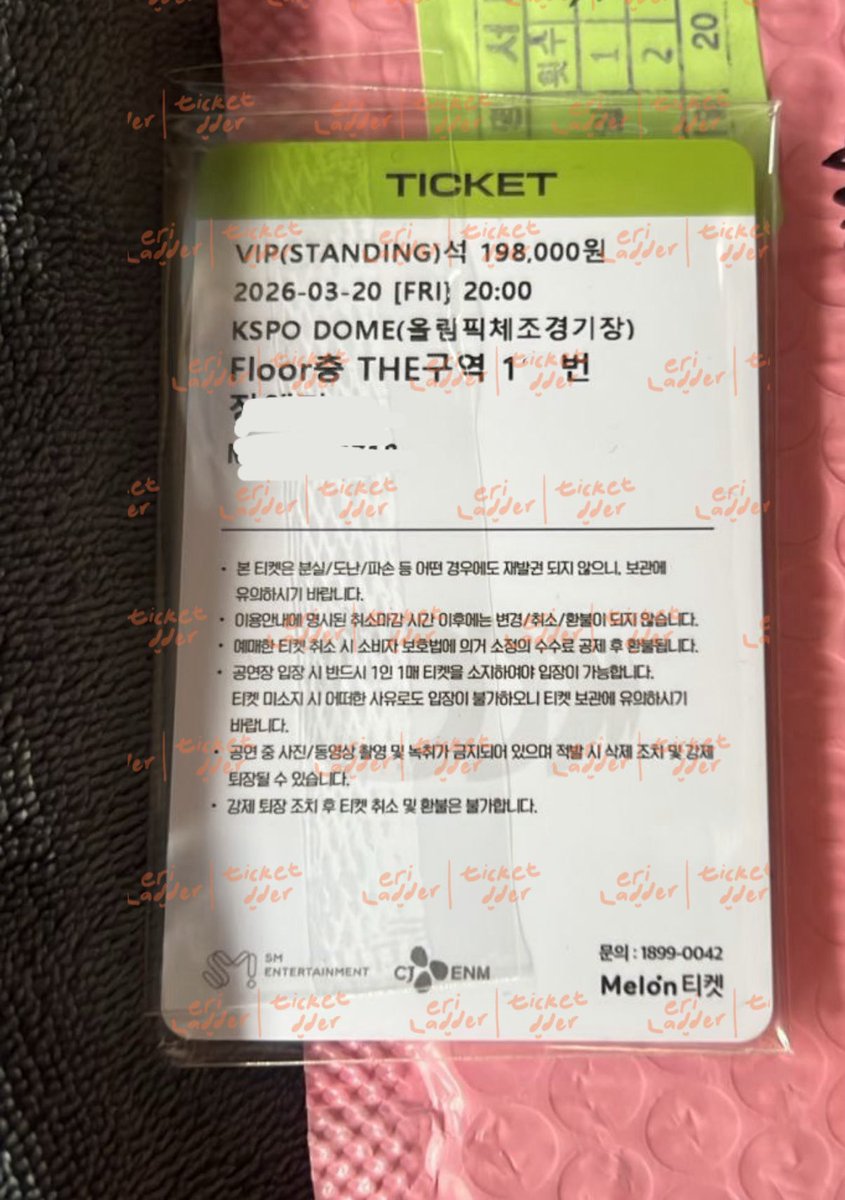 서
횟수
1
2
20
TICKET
VIP(STANDING)석 198,000원
2026-03-20 [FRI} 20:00
KSPO DOME(올림픽체조경기장)
Floor층 THE구역 1 번
본 티켓은 분실/도난/파손 등 어떤 경우에도 재발권 되지 않으니, 보관에
유의하시기 바랍니다.
이용안내에 명시된 취소마감 시간 이후에는 변경/취소/환불이 되지 않습니다.
예매한 티켓 취소 시 소비자 보호법에 의거 소정의 수수료 공제 후 환불됩니다.
공연장 입장 시 반드시 1인 1매 티켓을 소지하여야 입장이 가능합니다.
티켓 미소지 시 어떠한 사유로도 입장이 불가하오니 티켓 보관에 유의하시기
바랍니다.
공연 중 사진/동영상 촬영 및 녹취가 금지되어 있으며 적발 시 삭제 조치 및 강제
퇴장될 수 있습니다.
강제 퇴장 조치 후 티켓 취소 및 환불은 불가합니다.
SM
ENTERTAINMENT
CJ ENM
문의 : 1899-0042
Melon 티켓
eri Ladder | ticket Ladder